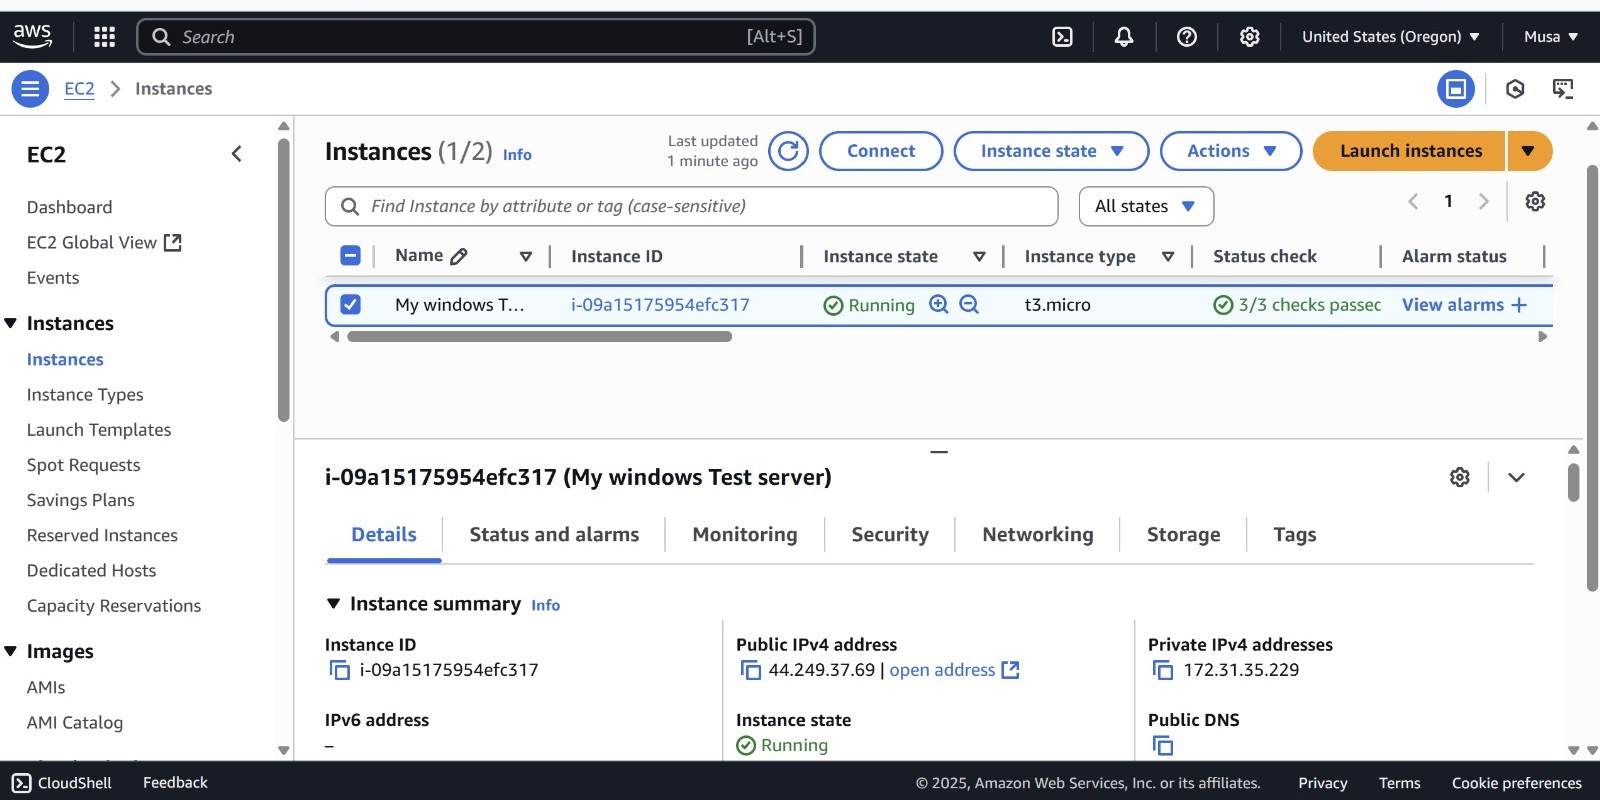 aws
Search [Alt+S]
United States (Oregon) Musa
EC2 > Instances
EC2
Dashboard
EC2 Global View
Events
Instances
Instances
Instance Types
Launch Templates
Spot Requests
Savings Plans
Reserved Instances
Dedicated Hosts
Capacity Reservations
Images
AMIs
AMI Catalog
Instances (1/2) Info
Last updated
1 minute ago
Connect
Instance state
Actions
Launch instances
Find Instance by attribute or tag (case-sensitive)
All states
1
Name Instance ID Instance state Instance type Status check Alarm status
My windows T... i-09a15175954efc317 Running t3.micro 3/3 checks passec View alarms +
i-09a15175954efc317 (My windows Test server)
Details Status and alarms Monitoring Security Networking Storage Tags
Instance summary Info
Instance ID
i-09a15175954efc317
Public IPv4 address
44.249.37.69 | open address
Private IPv4 addresses
172.31.35.229
IPv6 address
–
Instance state
Running
Public DNS
CloudShell Feedback
© 2025, Amazon Web Services, Inc. or its affiliates. Privacy Terms Cookie preferences